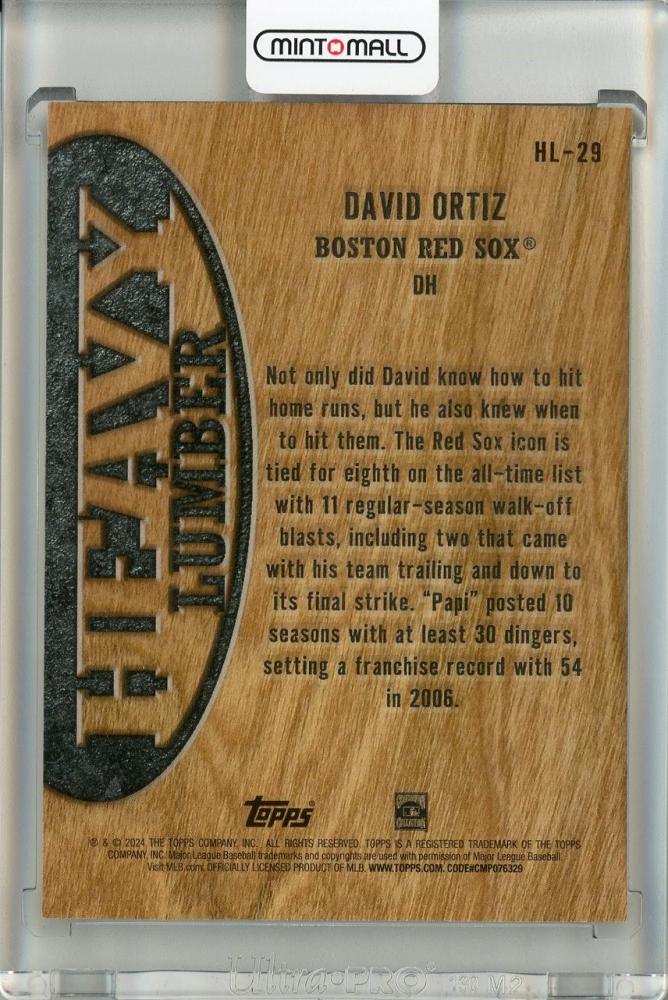 MINTOMALL
HL-29
DAVID ORTIZ
BOSTON RED SOX®
DH
HEAVY
LUMBER
Not only did David know how to hit
home runs, but he also knew when
to hit them. The Red Sox icon is
tied for eighth on the all-time list
with 11 regular-season walk-off
blasts, including two that came
with his team trailing and down to
its final strike. "Papi" posted 10
seasons with at least 30 dingers,
setting a franchise record with 54
in 2006.
Topps®
® & © 2024 THE TOPPS COMPANY, INC. ALL RIGHTS RESERVED. TOPPS IS A REGISTERED TRADEMARK OF THE TOPPS
COMPANY, INC. Major League Baseball trademarks and copyrights are used with permission of Major League Baseball.
Visit MLB.com. OFFICIALLY LICENSED PRODUCT OF MLB. WWW.TOPPS.COM. CODE#CMP076329
Ultra·PRO®